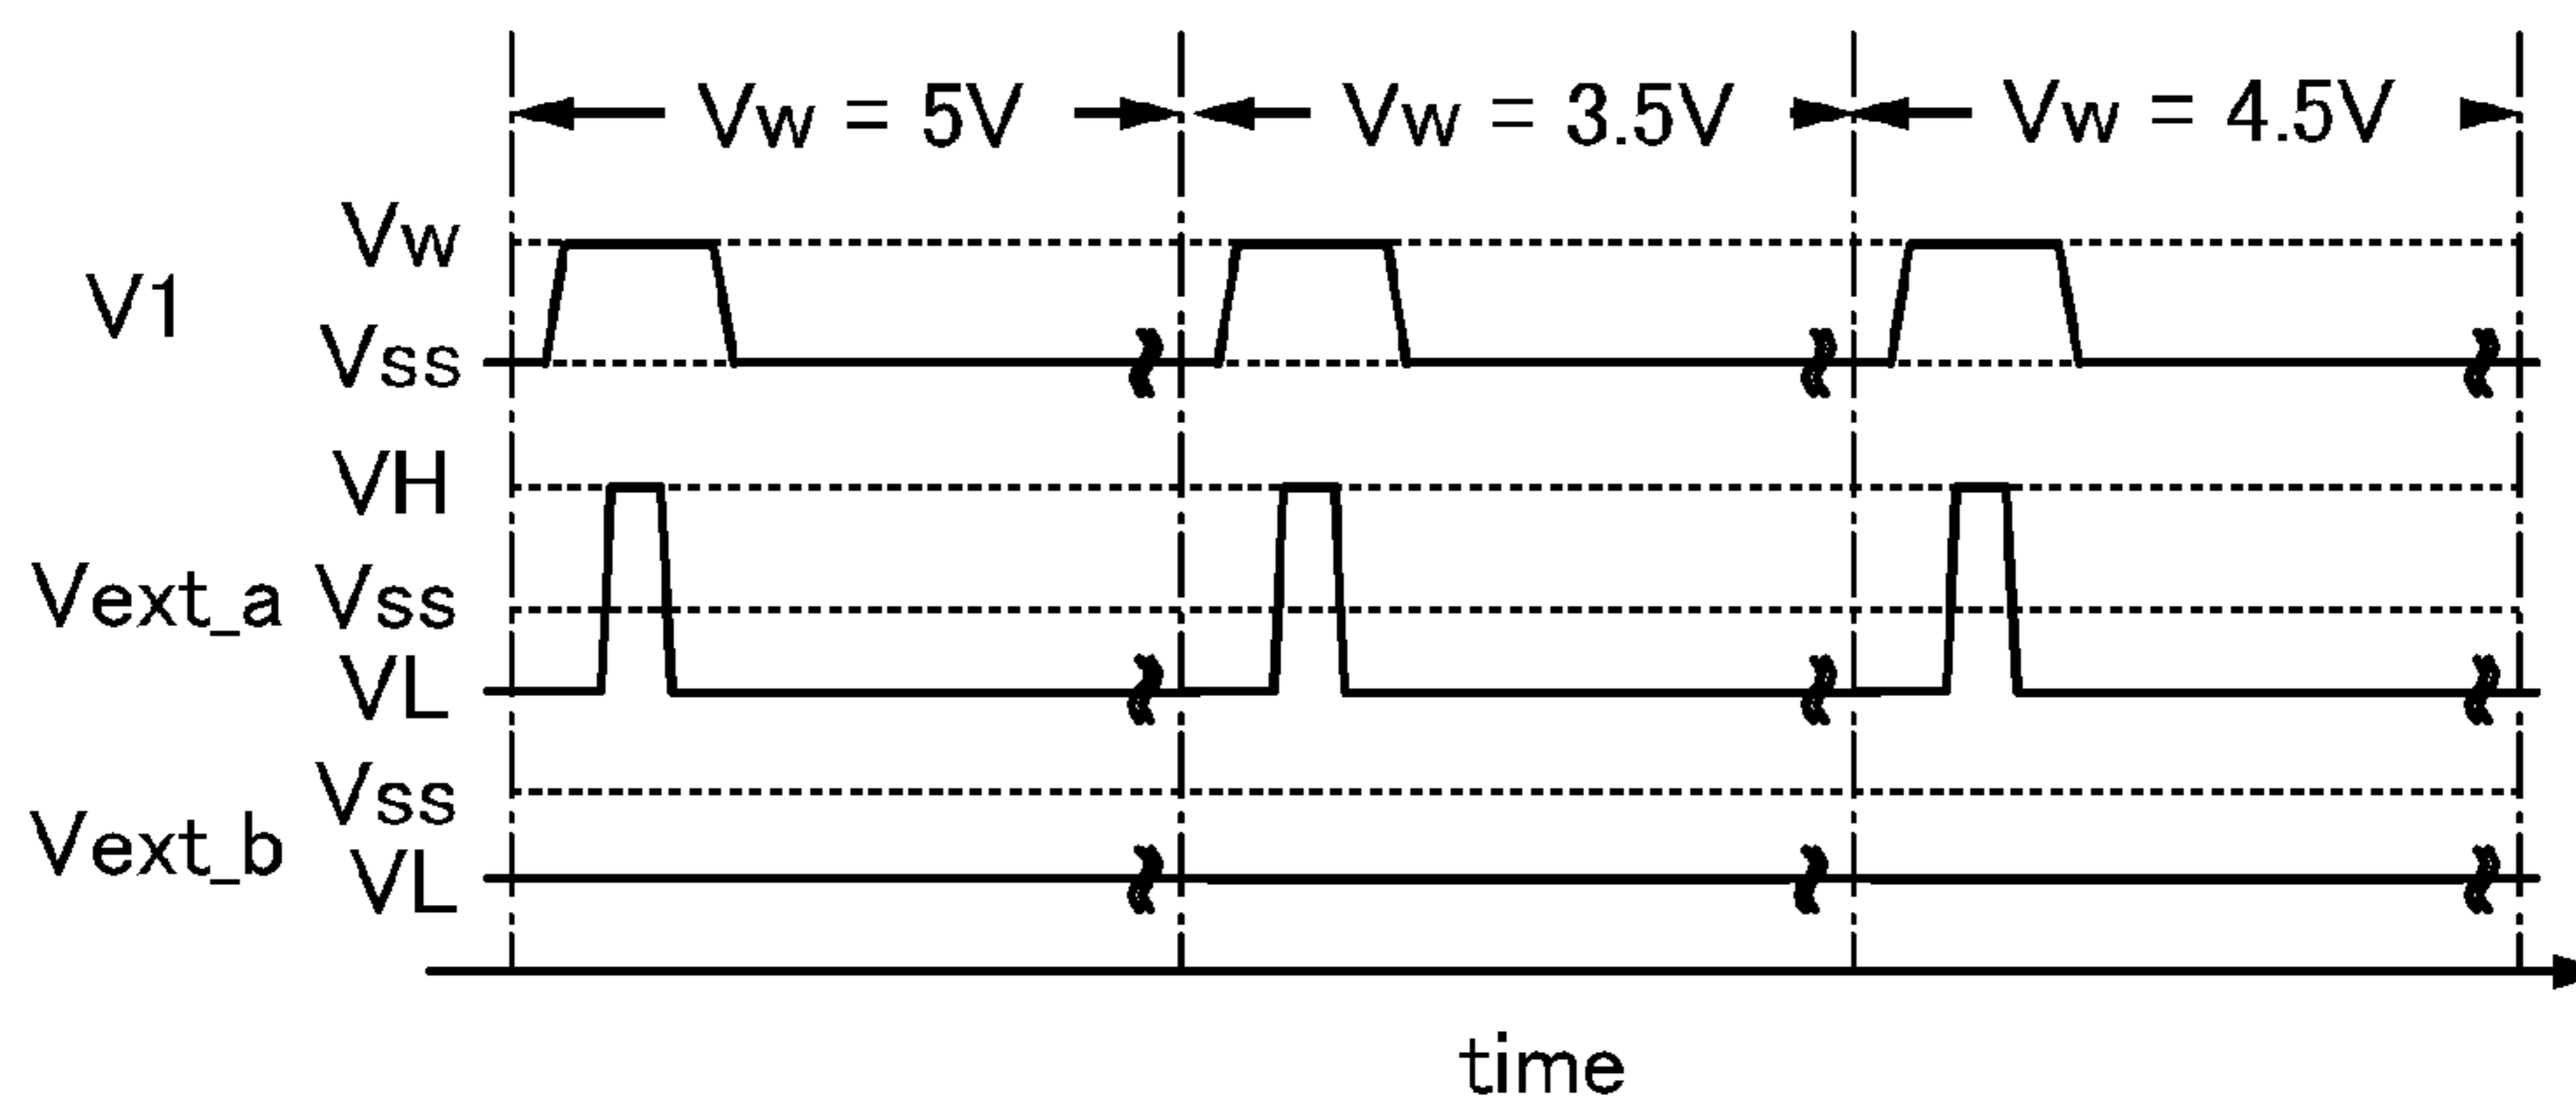 Vw = 5V Vw = 3.5V Vw = 4.5V
Vw
V1
Vss
VH
Vext_a Vss
VL
Vss
Vext_b
VL
time